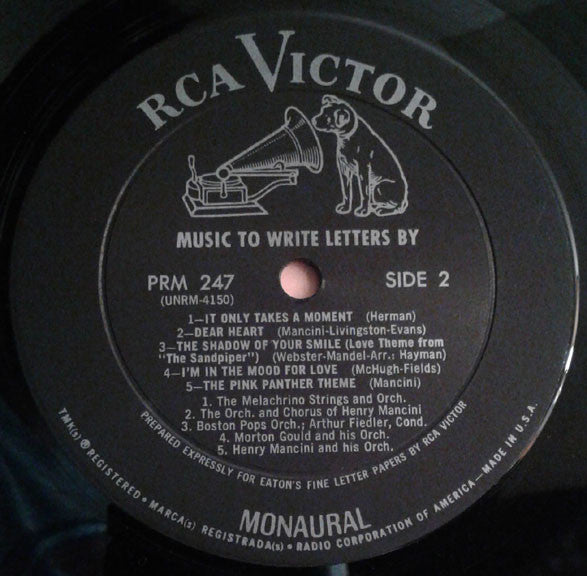 RCA VICTOR
MUSIC TO WRITE LETTERS BY
PRM 247
(UNRM-4150)
SIDE 2
1—IT ONLY TAKES A MOMENT (Herman)
2—DEAR HEART (Mancini-Livingston-Evans)
3—THE SHADOW OF YOUR SMILE (Love Theme from
"The Sandpiper") (Webster-Mandel-Arr.: Hayman)
4—I'M IN THE MOOD FOR LOVE (McHugh-Fields)
5—THE PINK PANTHER THEME (Mancini)
1. The Melachrino Strings and Orch.
2. The Orch. and Chorus of Henry Mancini
3. Boston Pops Orch.; Arthur Fiedler, Cond.
4. Morton Gould and his Orch.
5. Henry Mancini and his Orch.
PREPARED EXPRESSLY FOR EATON'S FINE LETTER PAPERS BY RCA VICTOR
MONAURAL
TMK(s) ® REGISTERED • MARCA(s) REGISTRADA(s) • RADIO CORPORATION OF AMERICA—MADE IN U.S.A.